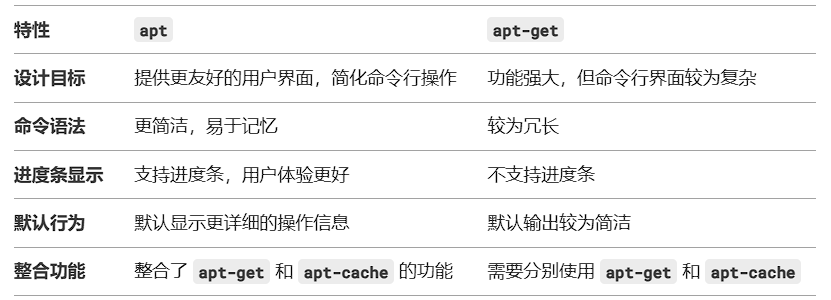 特性 apt apt-get
设计目标 提供更友好的用户界面，简化命令行操作 功能强大，但命令行界面较为复杂
命令语法 更简洁，易于记忆 较为冗长
进度条显示 支持进度条，用户体验更好 不支持进度条
默认行为 默认显示更详细的操作信息 默认输出较为简洁
整合功能 整合了 apt-get 和 apt-cache 的功能 需要分别使用 apt-get 和 apt-cache